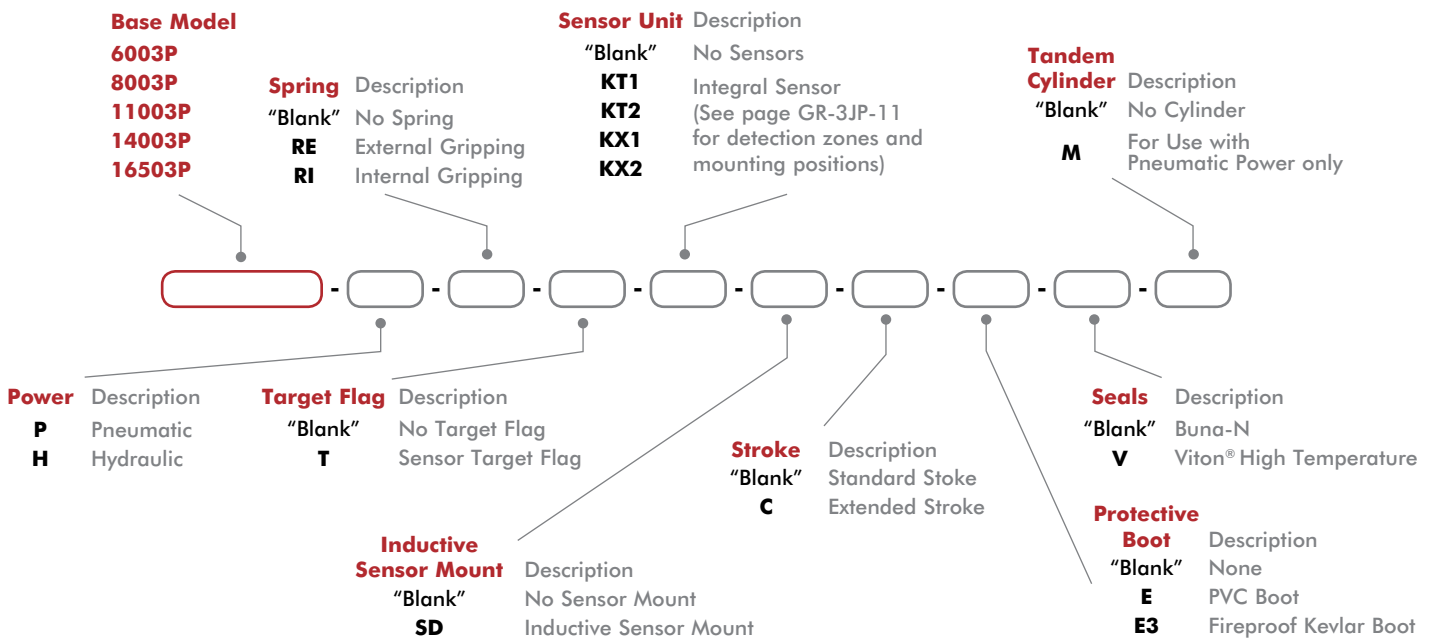 Base Model
6003P
8003P
11003P
14003P
16503P
Spring Description
"Blank" No Spring
RE External Gripping
RI Internal Gripping
Sensor Unit Description
"Blank" No Sensors
KT1 Integral Sensor
KT2 (See page GR-3JP-11
KX1 for detection zones and
KX2 mounting positions)
Tandem
Cylinder Description
"Blank" No Cylinder
M For Use with
Pneumatic Power only
- - - - - - - - -
Power Description
P Pneumatic
H Hydraulic
Target Flag Description
"Blank" No Target Flag
T Sensor Target Flag
Inductive
Sensor Mount Description
"Blank" No Sensor Mount
SD Inductive Sensor Mount
Stroke Description
"Blank" Standard Stoke
C Extended Stroke
Seals Description
"Blank" Buna-N
V Viton® High Temperature
Protective
Boot Description
"Blank" None
E PVC Boot
E3 Fireproof Kevlar Boot